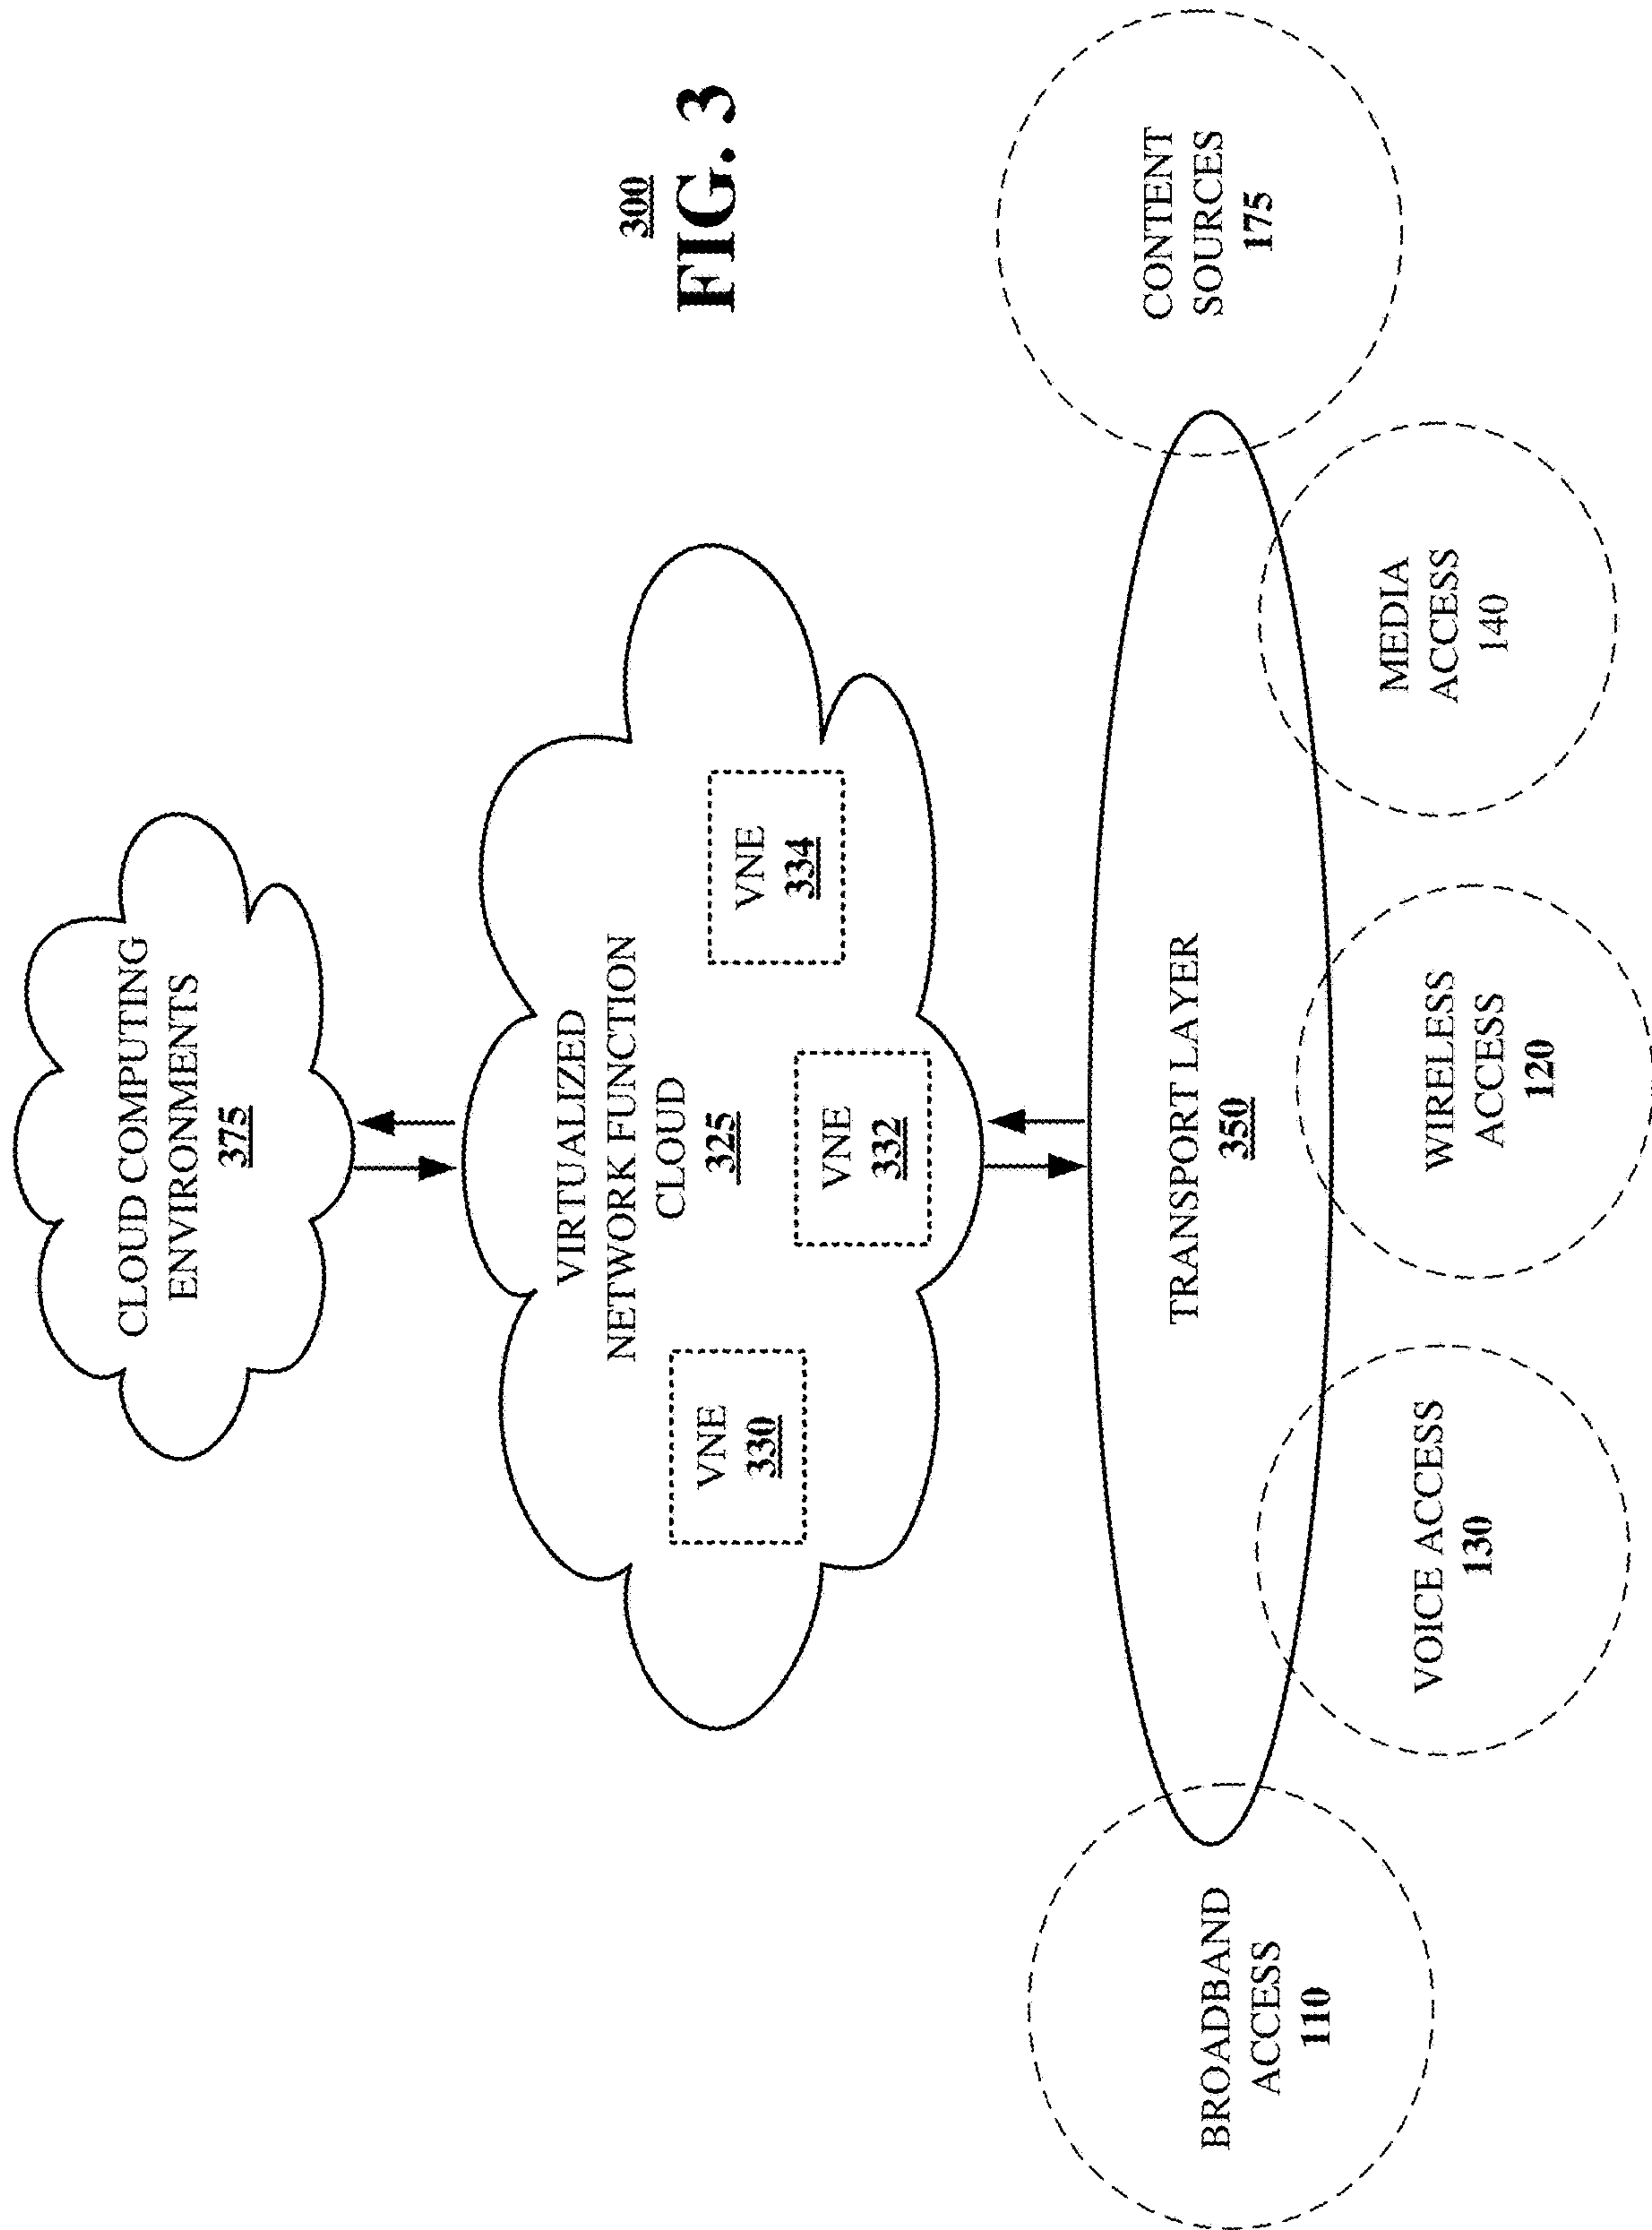 CLOUD COMPUTING
ENVIRONMENTS
375
VIRTUALIZED
NETWORK FUNCTION
CLOUD
325
VNE
330
VNE
332
VNE
334
300
FIG. 3
TRANSPORT LAYER
350
BROADBAND
ACCESS
110
VOICE ACCESS
130
WIRELESS
ACCESS
120
MEDIA
ACCESS
140
CONTENT
SOURCES
175